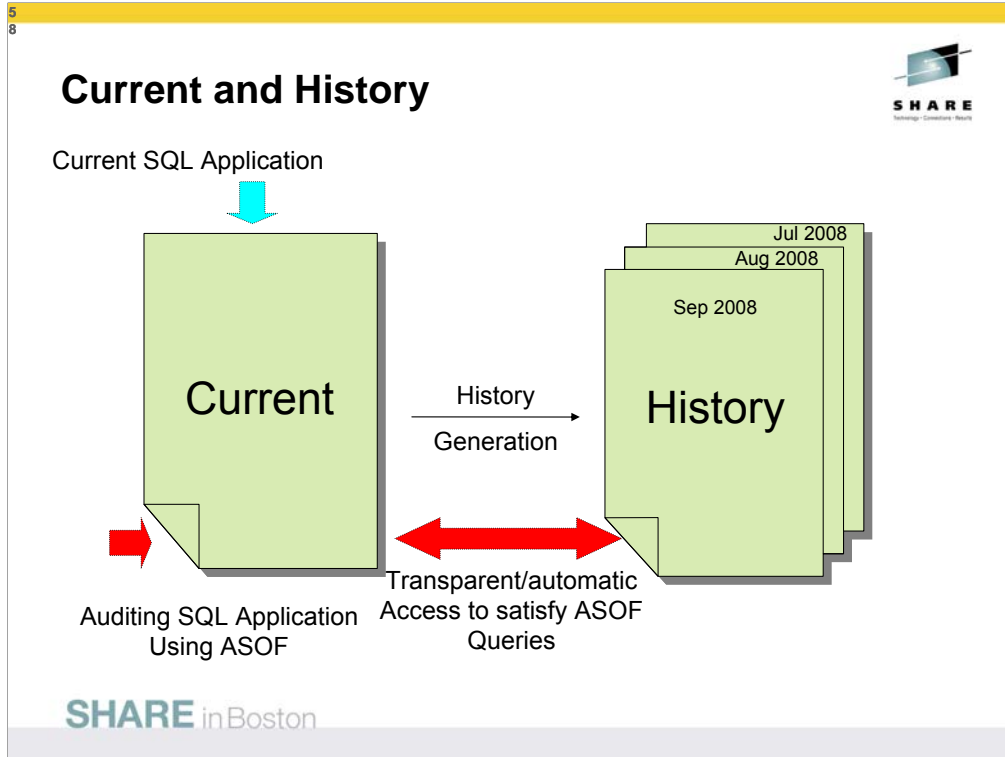 5
8
Current and History
SHARE
Technology · Connections · Results
Current SQL Application
Jul 2008
Aug 2008
Sep 2008
Current
History
Generation
History
Transparent/automatic
Access to satisfy ASOF
Queries
Auditing SQL Application
Using ASOF
SHARE in Boston